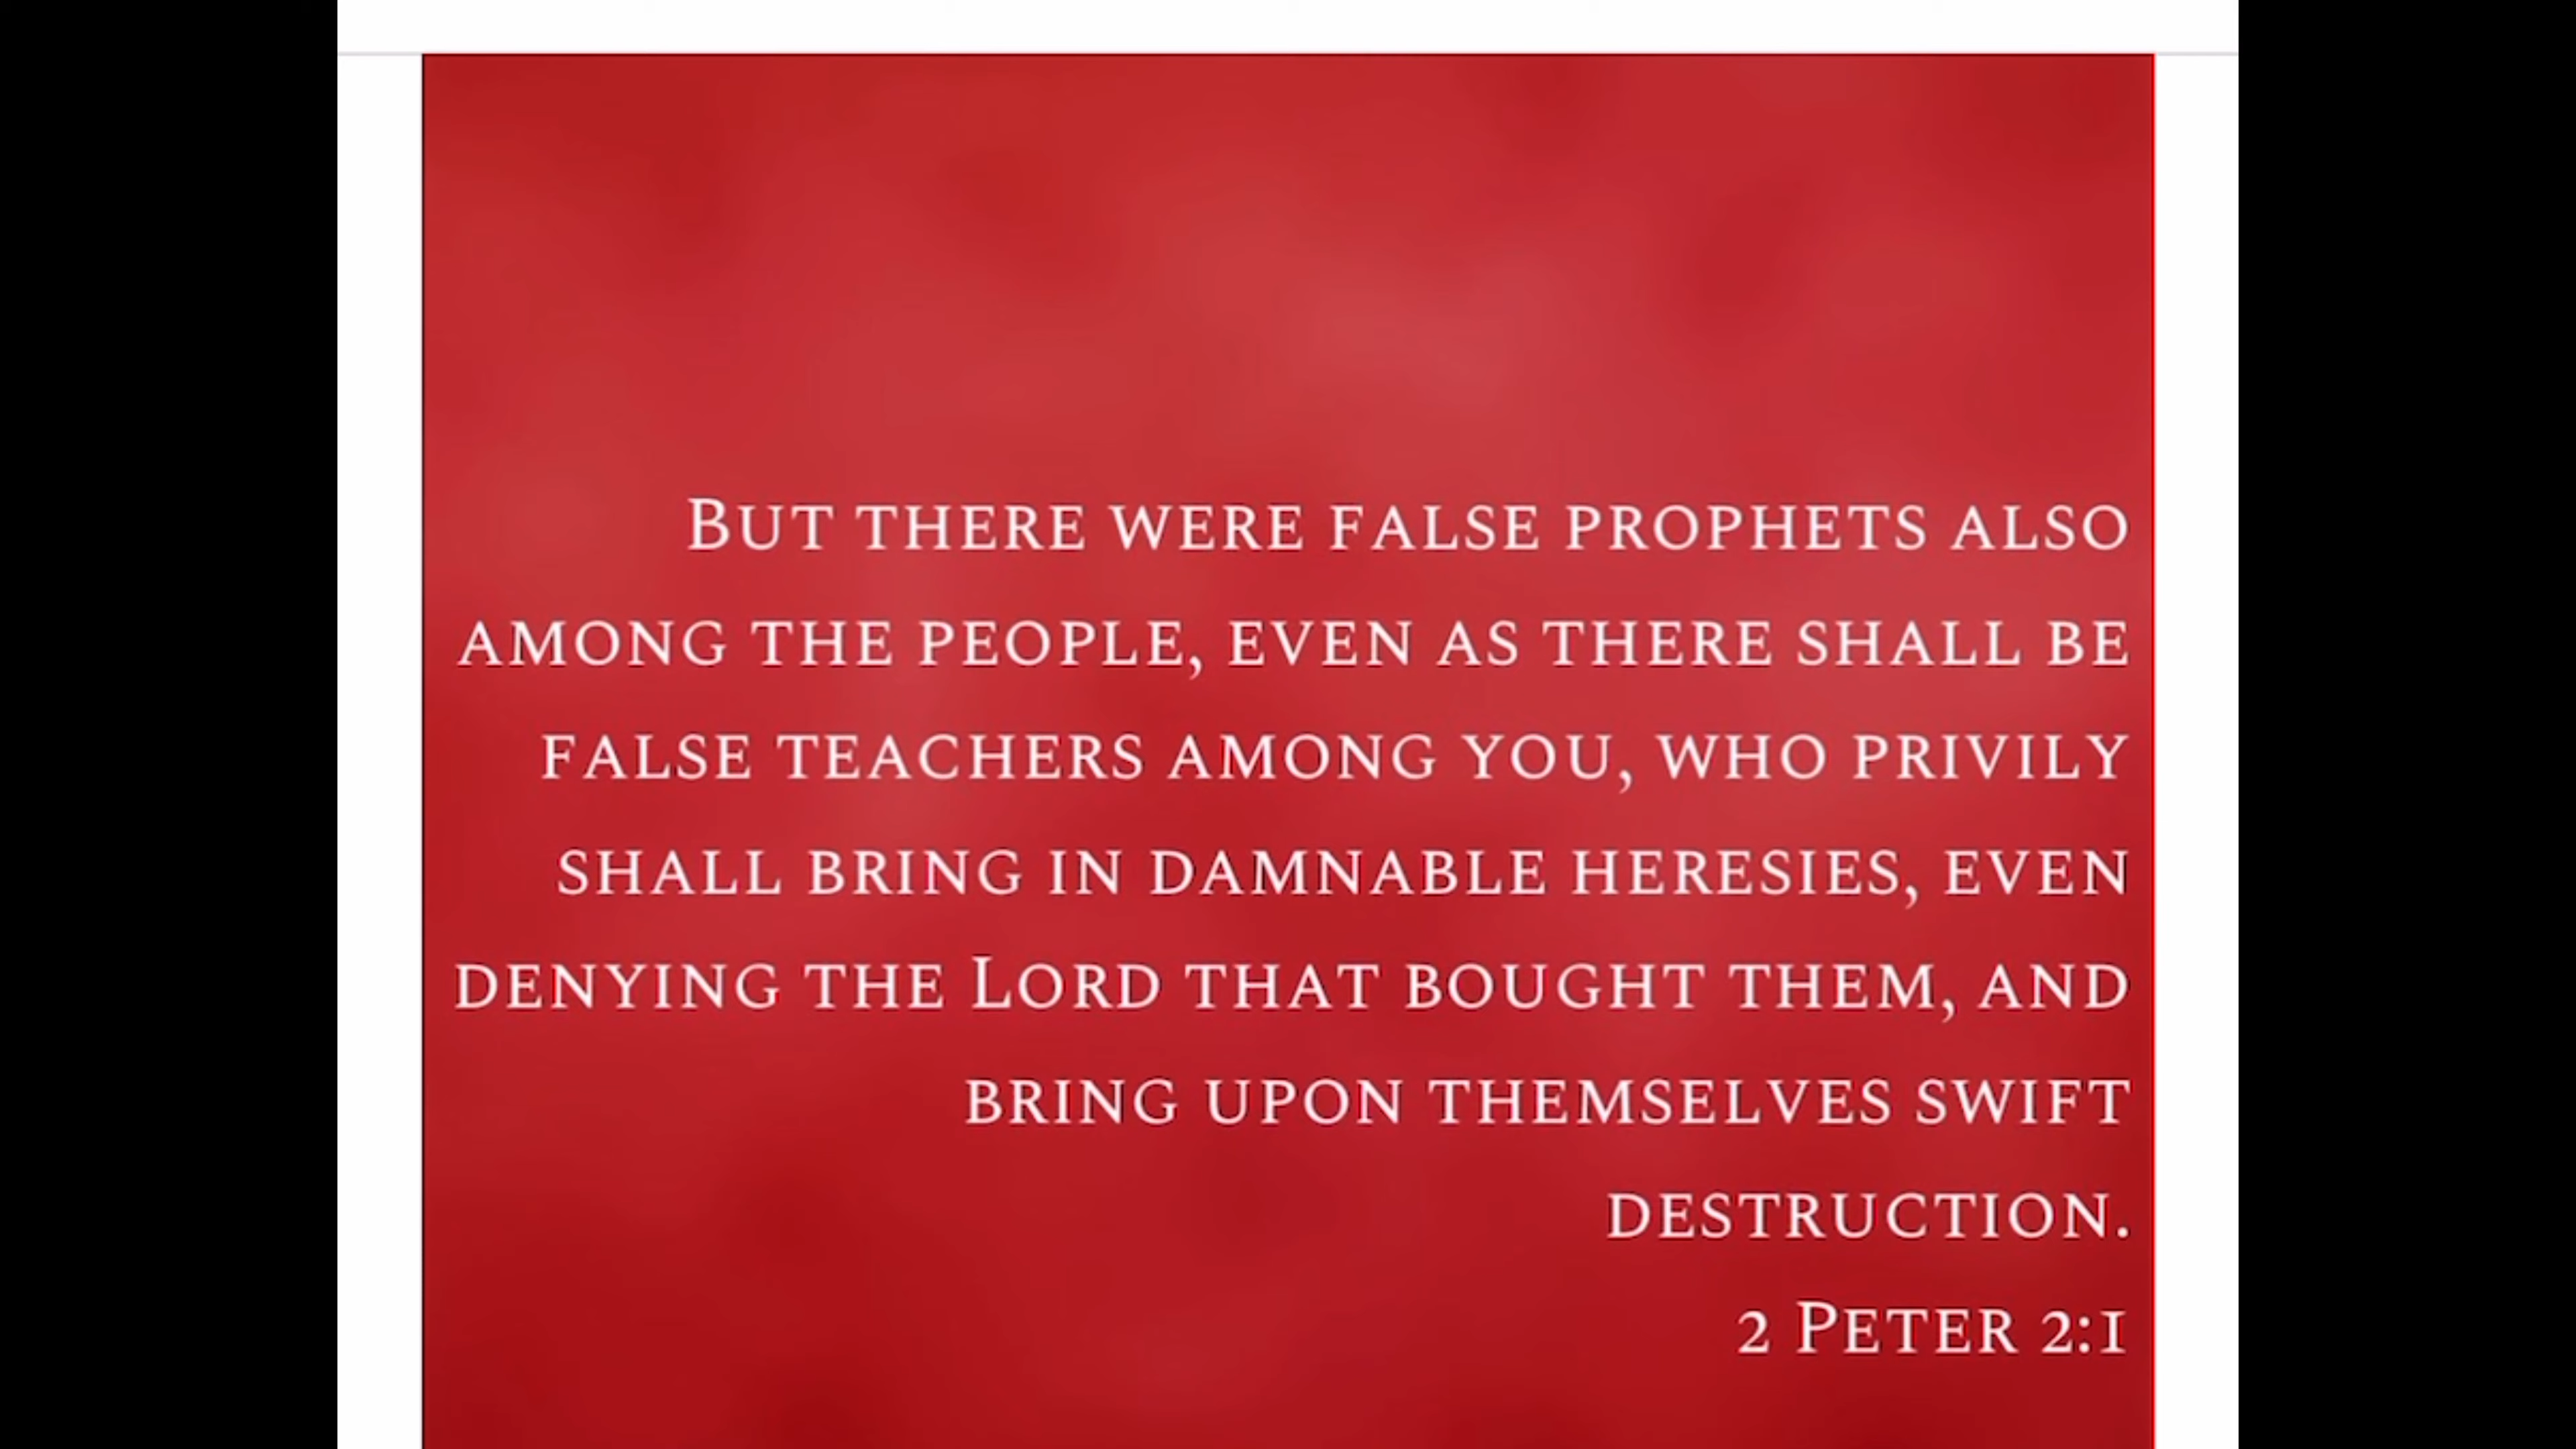 But there were false prophets also
among the people, even as there shall be
false teachers among you, who privily
shall bring in damnable heresies, even
denying the Lord that bought them, and
bring upon themselves swift
destruction.
2 Peter 2:1